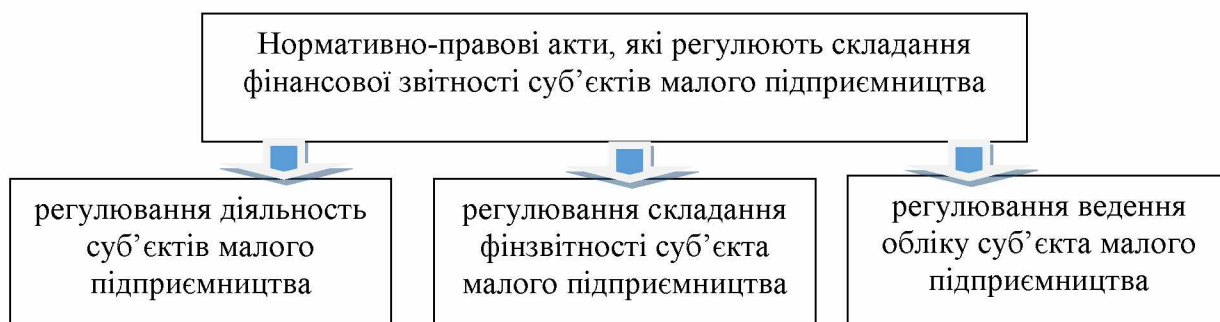 Нормативно-правові акти, які регулюють складання
фінансової звітності суб’єктів малого підприємництва
регулювання діяльность
суб’єктів малого
підприємництва
регулювання складання
фінзвітності суб’єкта
малого підприємництва
регулювання ведення
обліку суб’єкта малого
підприємництва